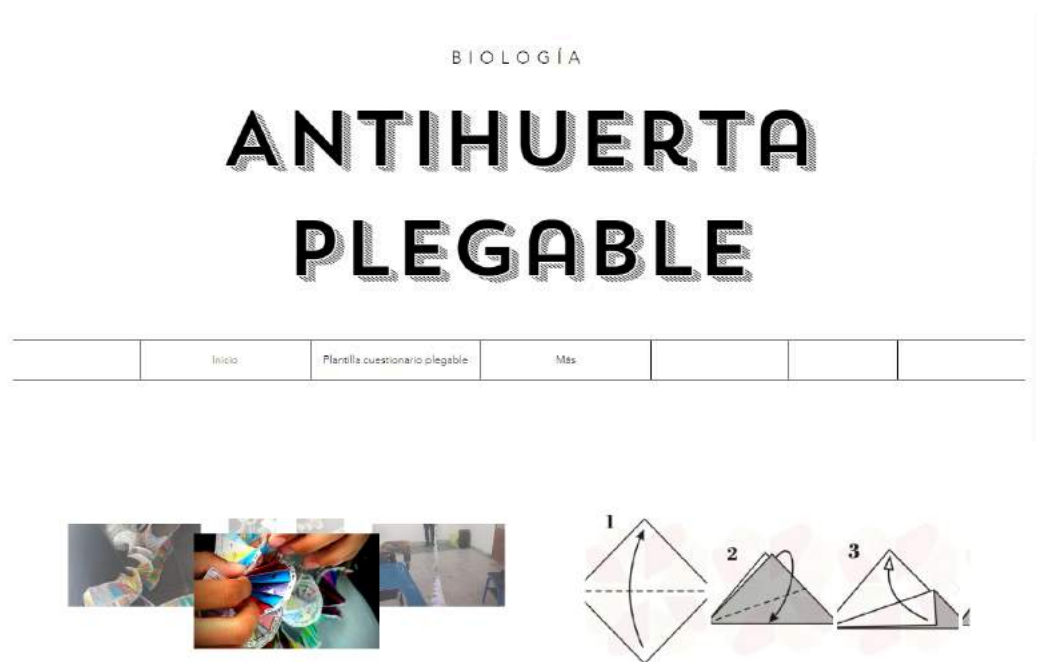 BIOLOGÍA
ANTIHUERTA
PLEGABLE
Inicio
Plantilla cuestionario plegable
Más
1
2
3